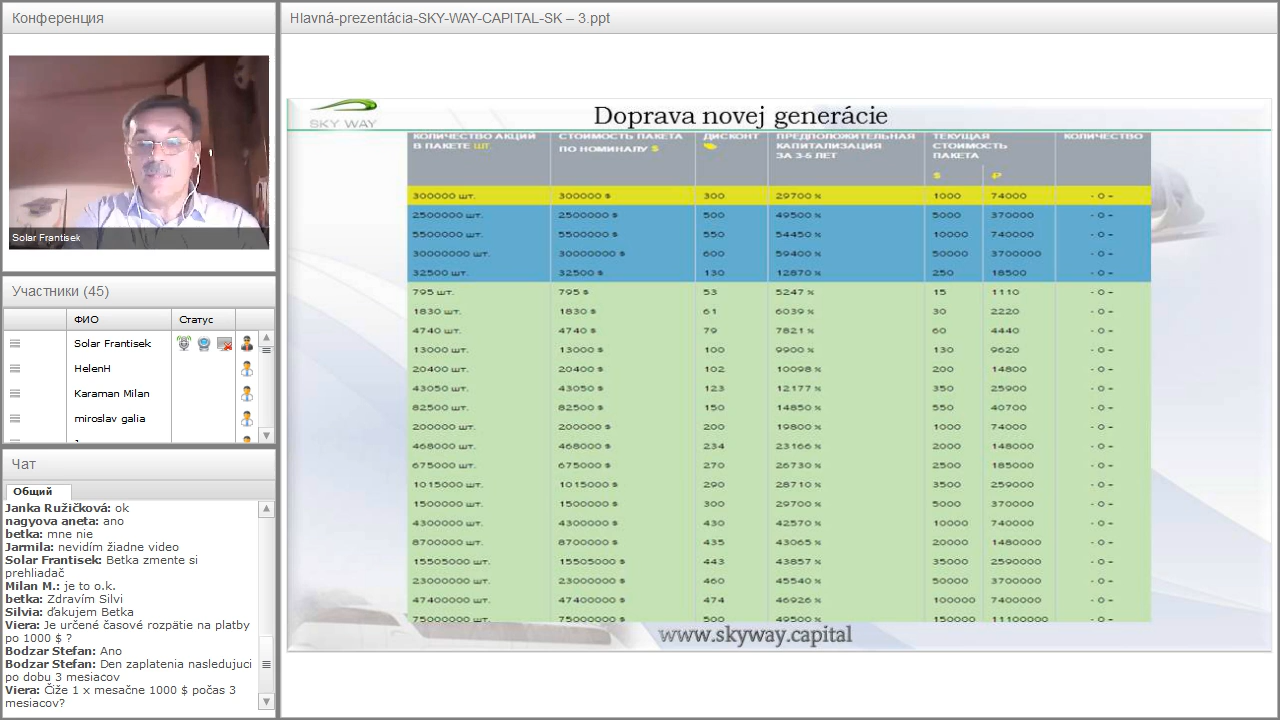 Конференция
Solar Frantisek
Участники (45)
ФИО Статус
Solar Frantisek
HelenH
Karaman Milan
miroslav galia
Чат
Общий
Janka Ružičková: ok
nagyova aneta: ano
betka: mne nie
Jarmila: nevidím žiadne video
Solar Frantisek: Betka zmente si
prehliadač
Milan M.: je to o.k.
betka: Zdravím Silvi
Silvia: ďakujem Betka
Viera: Je určené časové rozpätie na platby
po 1000 $ ?
Bodzar Stefan: Ano
Bodzar Stefan: Den zaplatenia nasledujuci
po dobu 3 mesiacov
Viera: Čiže 1 x mesačne 1000 $ počas 3
mesiacov?
Hlavná-prezentácia-SKY-WAY-CAPITAL-SK – 3.ppt
SKY WAY
Doprava novej generácie
КОЛИЧЕСТВО АКЦИЙ СТОИМОСТЬ ПАКЕТА ДИСКОНТ ПРЕДПОЛОЖИТЕЛЬНАЯ ТЕКУЩАЯ КОЛИЧЕСТВО
В ПАКЕТЕ ШТ. ПО НОМИНАЛУ $ КАПИТАЛИЗАЦИЯ СТОИМОСТЬ
ЗА 3-5 ЛЕТ ПАКЕТА
$ ₽
300000 шт. 300000 $ 300 29700 % 1000 74000 - 0 -
2500000 шт. 2500000 $ 500 49500 % 5000 370000 - 0 -
5500000 шт. 5500000 $ 550 54450 % 10000 740000 - 0 -
30000000 шт. 30000000 $ 600 59400 % 50000 3700000 - 0 -
32500 шт. 32500 $ 130 12870 % 250 18500 - 0 -
795 шт. 795 $ 53 5247 % 15 1110 - 0 -
1830 шт. 1830 $ 61 6039 % 30 2220 - 0 -
4740 шт. 4740 $ 79 7821 % 60 4440 - 0 -
13000 шт. 13000 $ 100 9900 % 130 9620 - 0 -
20400 шт. 20400 $ 102 10098 % 200 14800 - 0 -
43050 шт. 43050 $ 123 12177 % 350 25900 - 0 -
82500 шт. 82500 $ 150 14850 % 550 40700 - 0 -
200000 шт. 200000 $ 200 19800 % 1000 74000 - 0 -
468000 шт. 468000 $ 234 23166 % 2000 148000 - 0 -
675000 шт. 675000 $ 270 26730 % 2500 185000 - 0 -
1015000 шт. 1015000 $ 290 28710 % 3500 259000 - 0 -
1500000 шт. 1500000 $ 300 29700 % 5000 370000 - 0 -
4300000 шт. 4300000 $ 430 42570 % 10000 740000 - 0 -
8700000 шт. 8700000 $ 435 43065 % 20000 1480000 - 0 -
15505000 шт. 15505000 $ 443 43857 % 35000 2590000 - 0 -
23000000 шт. 23000000 $ 460 45540 % 50000 3700000 - 0 -
47400000 шт. 47400000 $ 474 46926 % 100000 7400000 - 0 -
75000000 шт. 75000000 $ 500 49500 % 150000 11100000 - 0 -
www.skyway.capital